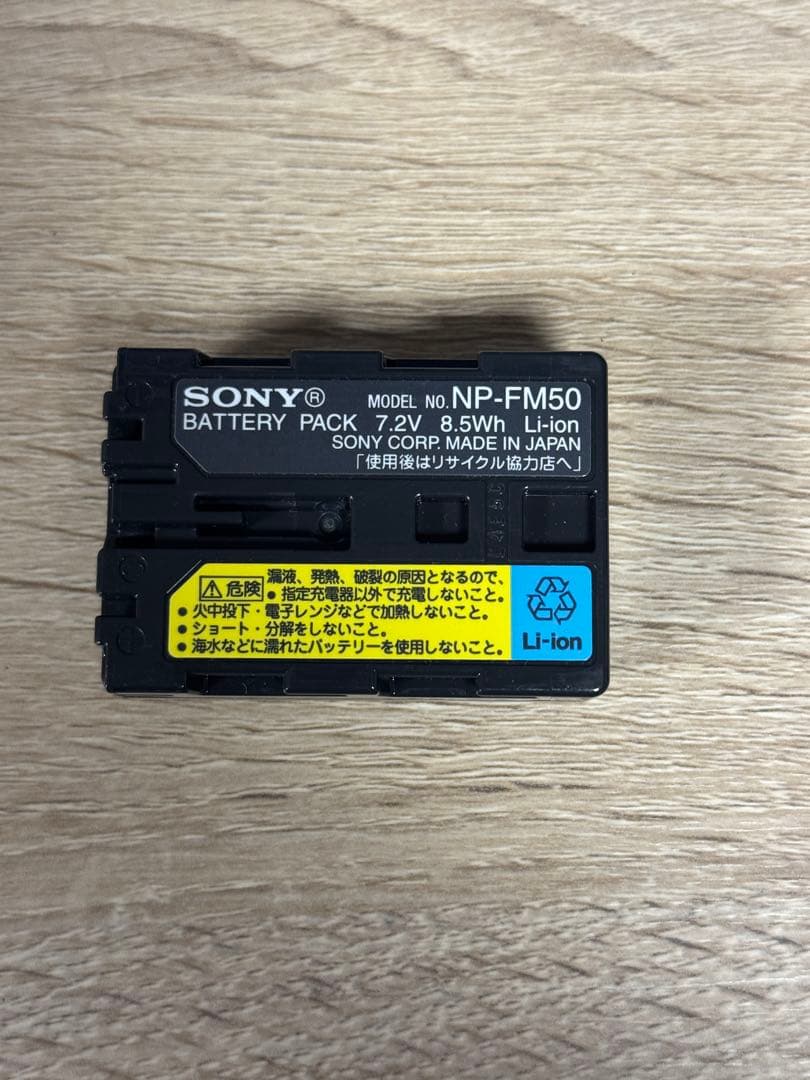 SONY®
MODEL NO. NP-FM50
BATTERY PACK 7.2V 8.5Wh Li-ion
SONY CORP. MADE IN JAPAN
「使用後はリサイクル協力店へ」
⚠危険 漏液、発熱、破裂の原因となるので、
● 指定充電器以外で充電しないこと。
● 火中投下・電子レンジなどで加熱しないこと。
● ショート・分解をしないこと。
● 海水などに濡れたバッテリーを使用しないこと。
Li-ion